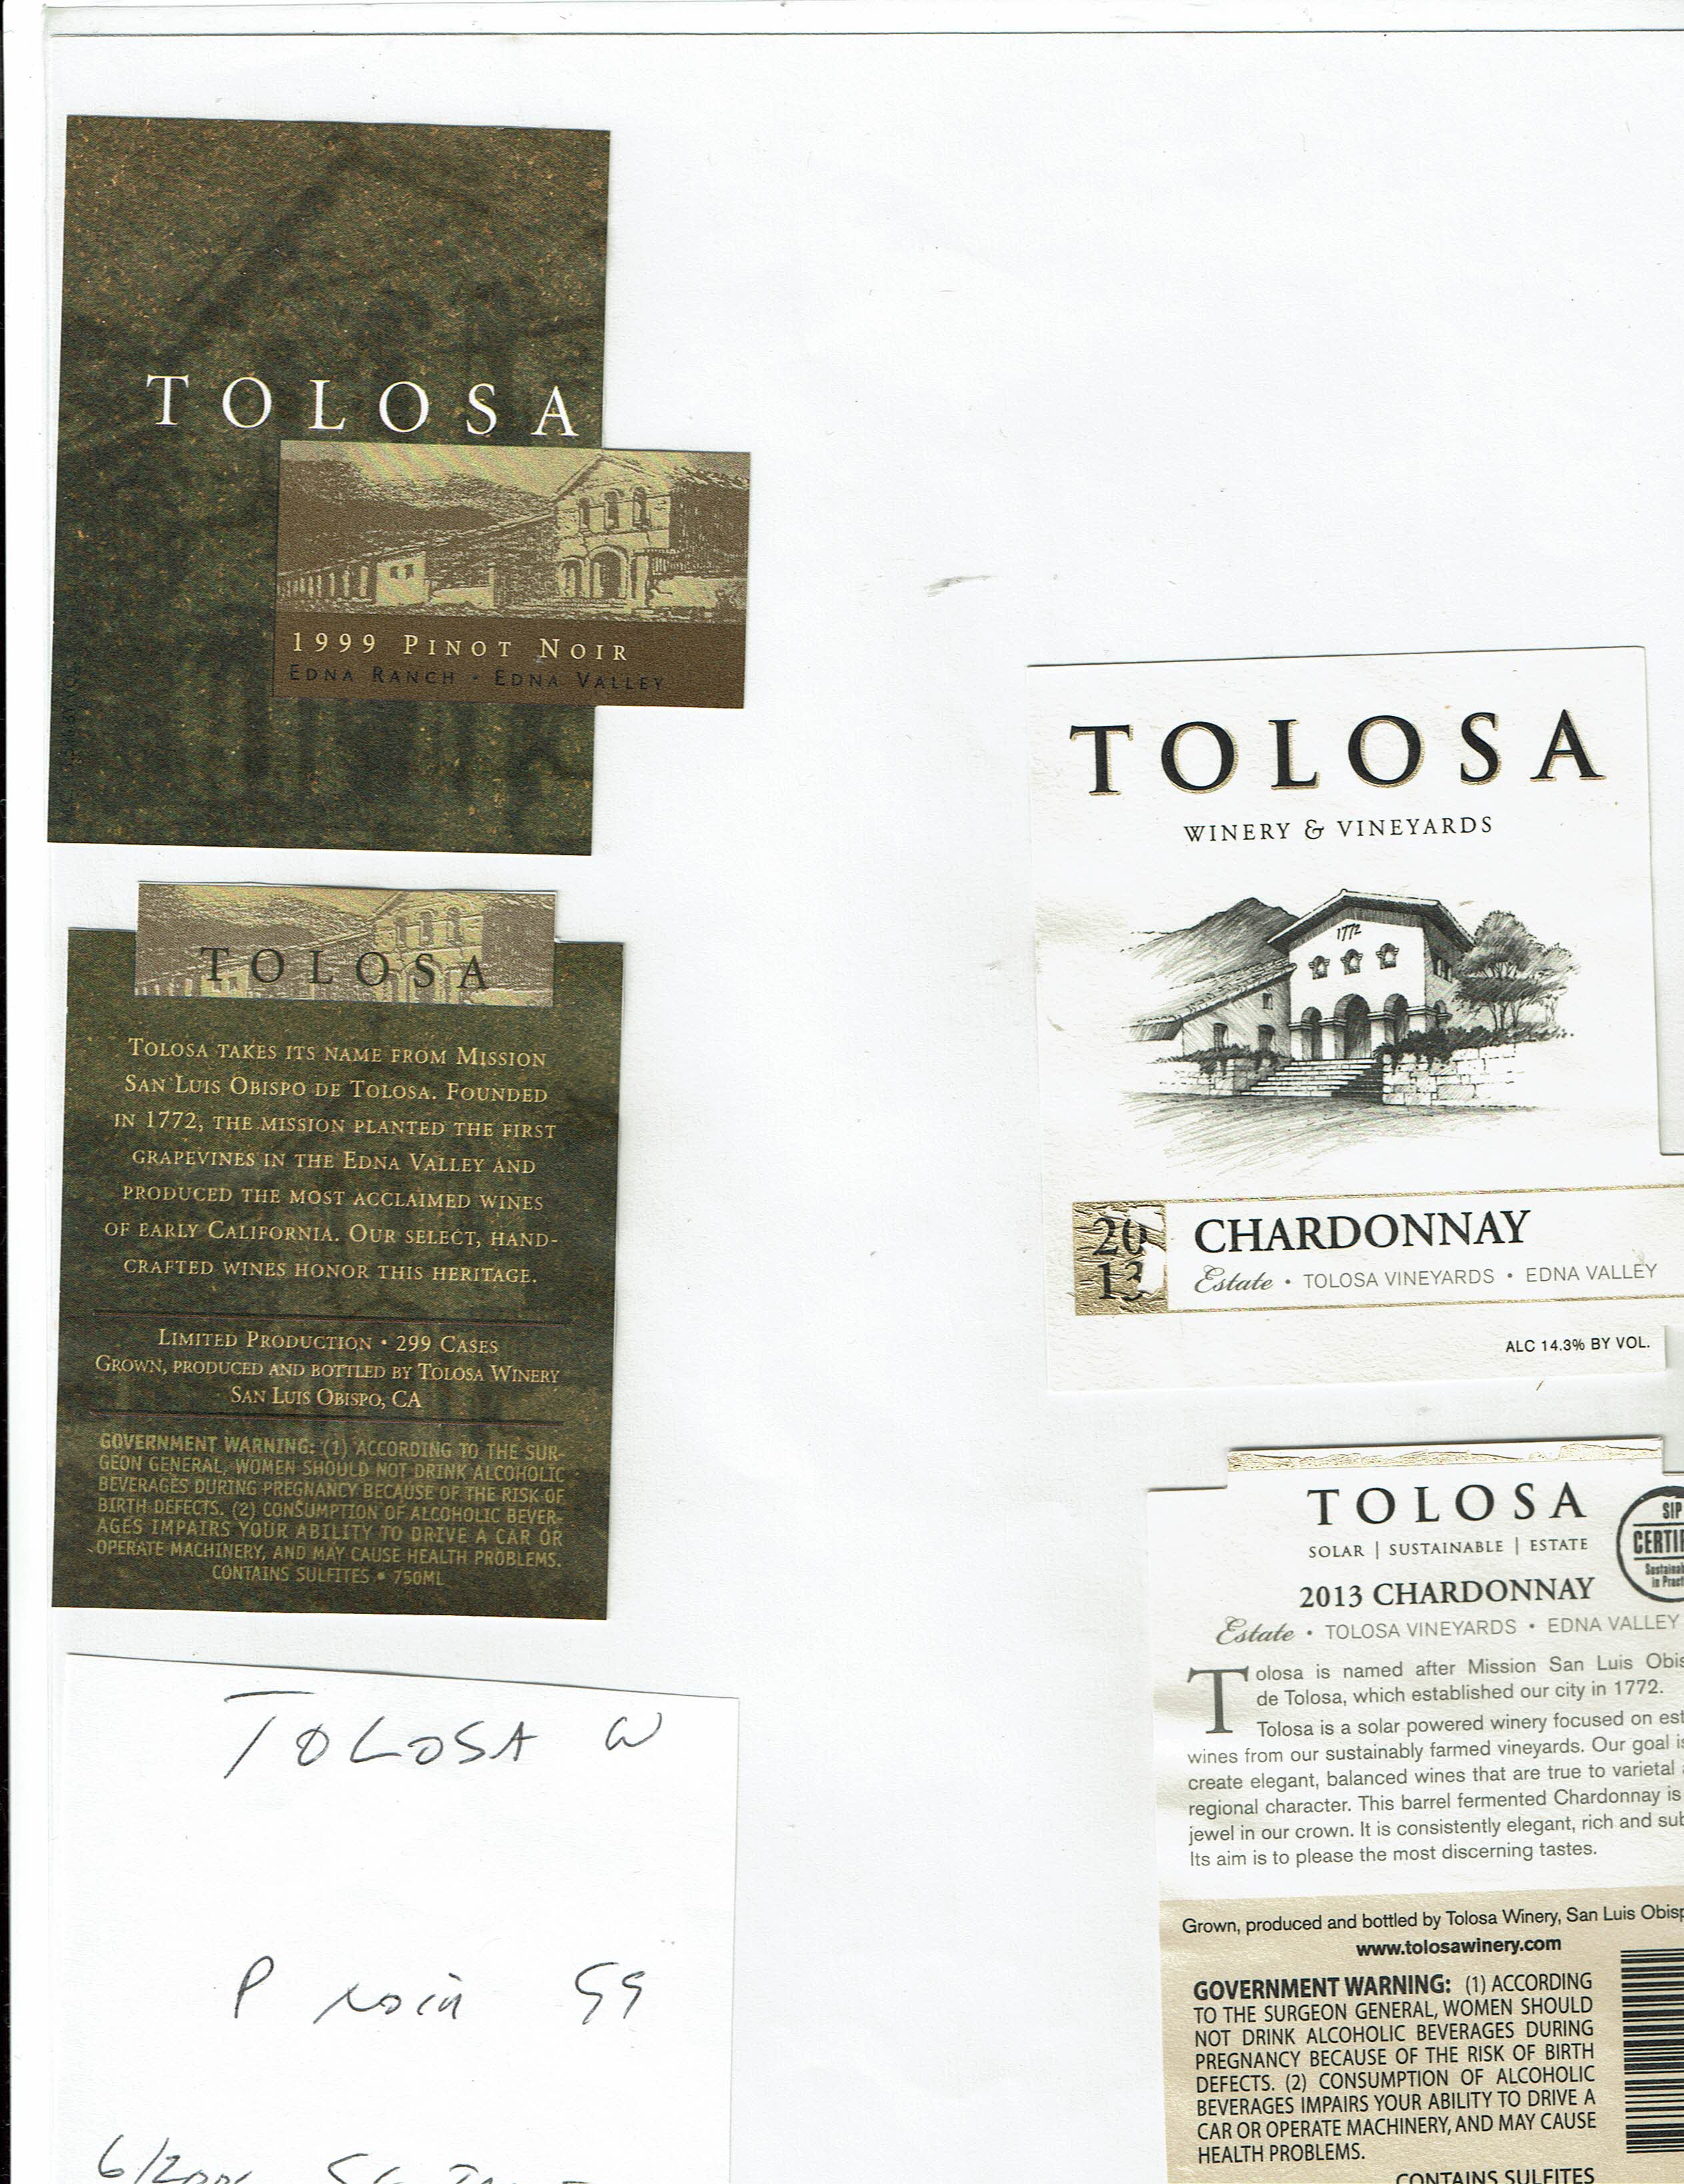 TOLOSA
1999 PINOT NOIR
EDNA RANCH · EDNA VALLEY
TOLOSA
TOLOSA TAKES ITS NAME FROM MISSION
SAN LUIS OBISPO DE TOLOSA. FOUNDED
IN 1772, THE MISSION PLANTED THE FIRST
GRAPEVINES IN THE EDNA VALLEY AND
PRODUCED THE MOST ACCLAIMED WINES
OF EARLY CALIFORNIA. OUR SELECT, HAND-
CRAFTED WINES HONOR THIS HERITAGE.
LIMITED PRODUCTION • 299 CASES
GROWN, PRODUCED AND BOTTLED BY TOLOSA WINERY
SAN LUIS OBISPO, CA
GOVERNMENT WARNING: (1) ACCORDING TO THE SUR-
GEON GENERAL, WOMEN SHOULD NOT DRINK ALCOHOLIC
BEVERAGES DURING PREGNANCY BECAUSE OF THE RISK OF
BIRTH DEFECTS. (2) CONSUMPTION OF ALCOHOLIC BEVER-
AGES IMPAIRS YOUR ABILITY TO DRIVE A CAR OR
OPERATE MACHINERY, AND MAY CAUSE HEALTH PROBLEMS.
CONTAINS SULFITES • 750ML
TOLOSA W
P Noir 99
TOLOSA
WINERY & VINEYARDS
1772
20
13
CHARDONNAY
Estate • TOLOSA VINEYARDS • EDNA VALLEY
ALC 14.3% BY VOL.
TOLOSA
SOLAR | SUSTAINABLE | ESTATE
SIP
2013 CHARDONNAY
Estate • TOLOSA VINEYARDS • EDNA VALLEY
Tolosa is named after Mission San Luis
de Tolosa, which established our city in 1772.
Tolosa is a solar powered winery focused on
wines from our sustainably farmed vineyards. Our goal
create elegant, balanced wines that are true to varietal
regional character. This barrel fermented Chardonnay is
jewel in our crown. It is consistently elegant, rich and
Its aim is to please the most discerning tastes.
Grown, produced and bottled by Tolosa Winery, San Luis
www.tolosawinery.com
GOVERNMENT WARNING: (1) ACCORDING
TO THE SURGEON GENERAL, WOMEN SHOULD
NOT DRINK ALCOHOLIC BEVERAGES DURING
PREGNANCY BECAUSE OF THE RISK OF BIRTH
DEFECTS. (2) CONSUMPTION OF ALCOHOLIC
BEVERAGES IMPAIRS YOUR ABILITY TO DRIVE A
CAR OR OPERATE MACHINERY, AND MAY CAUSE
HEALTH PROBLEMS.
CONTAINS SULFITES